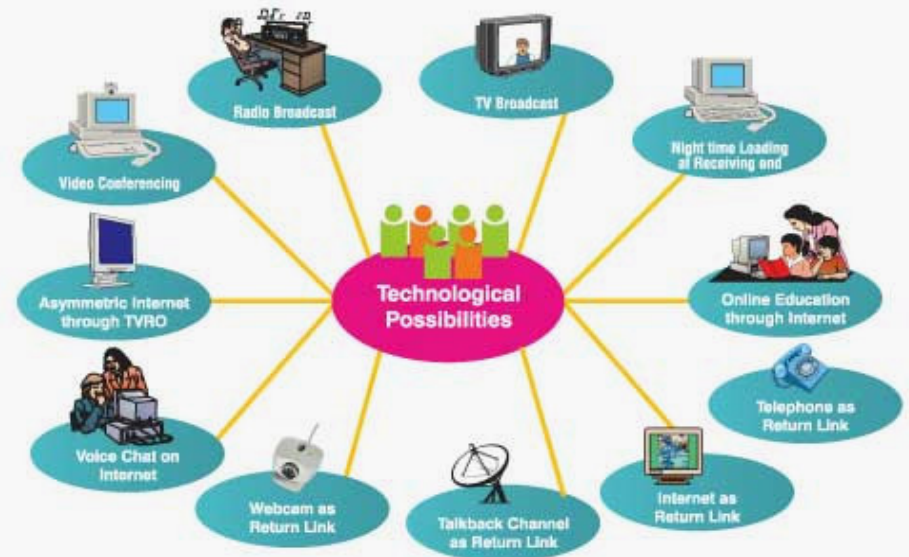 Radio Broadcast
TV Broadcast
Video Conferencing
Night time Loading
at Receiving end
Technological
Possibilities
Asymmetric Internet
through TVRO
Online Education
through Internet
Telephone as
Return Link
Voice Chat on
Internet
Webcam as
Return Link
Talkback Channel
as Return Link
Internet as
Return Link